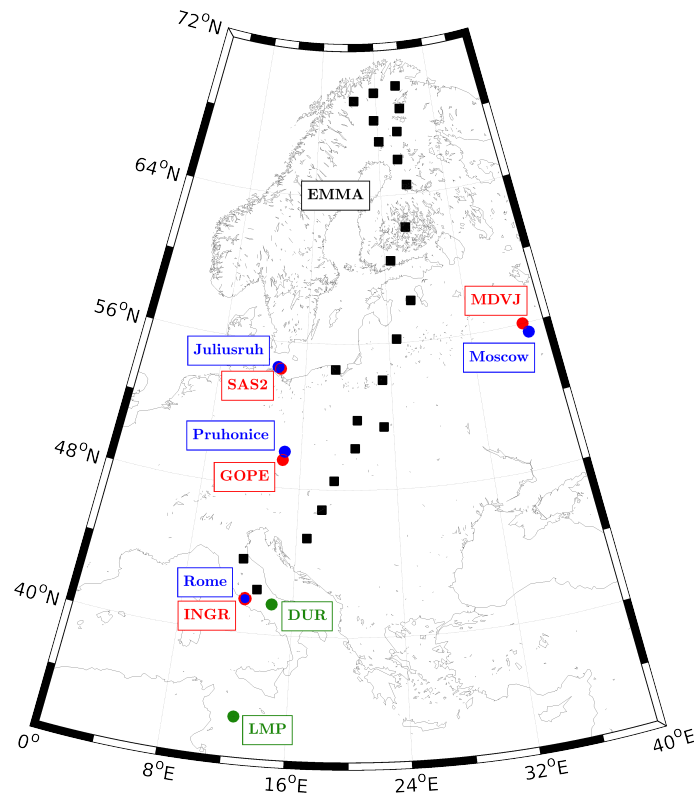 72°N
64°N
EMMA
56°N
MDVJ
Moscow
Juliusruh
SAS2
Pruhonice
48°N
GOPE
Rome
40°N
INGR
DUR
LMP
0°
8°E
16°E
24°E
32°E
40°E